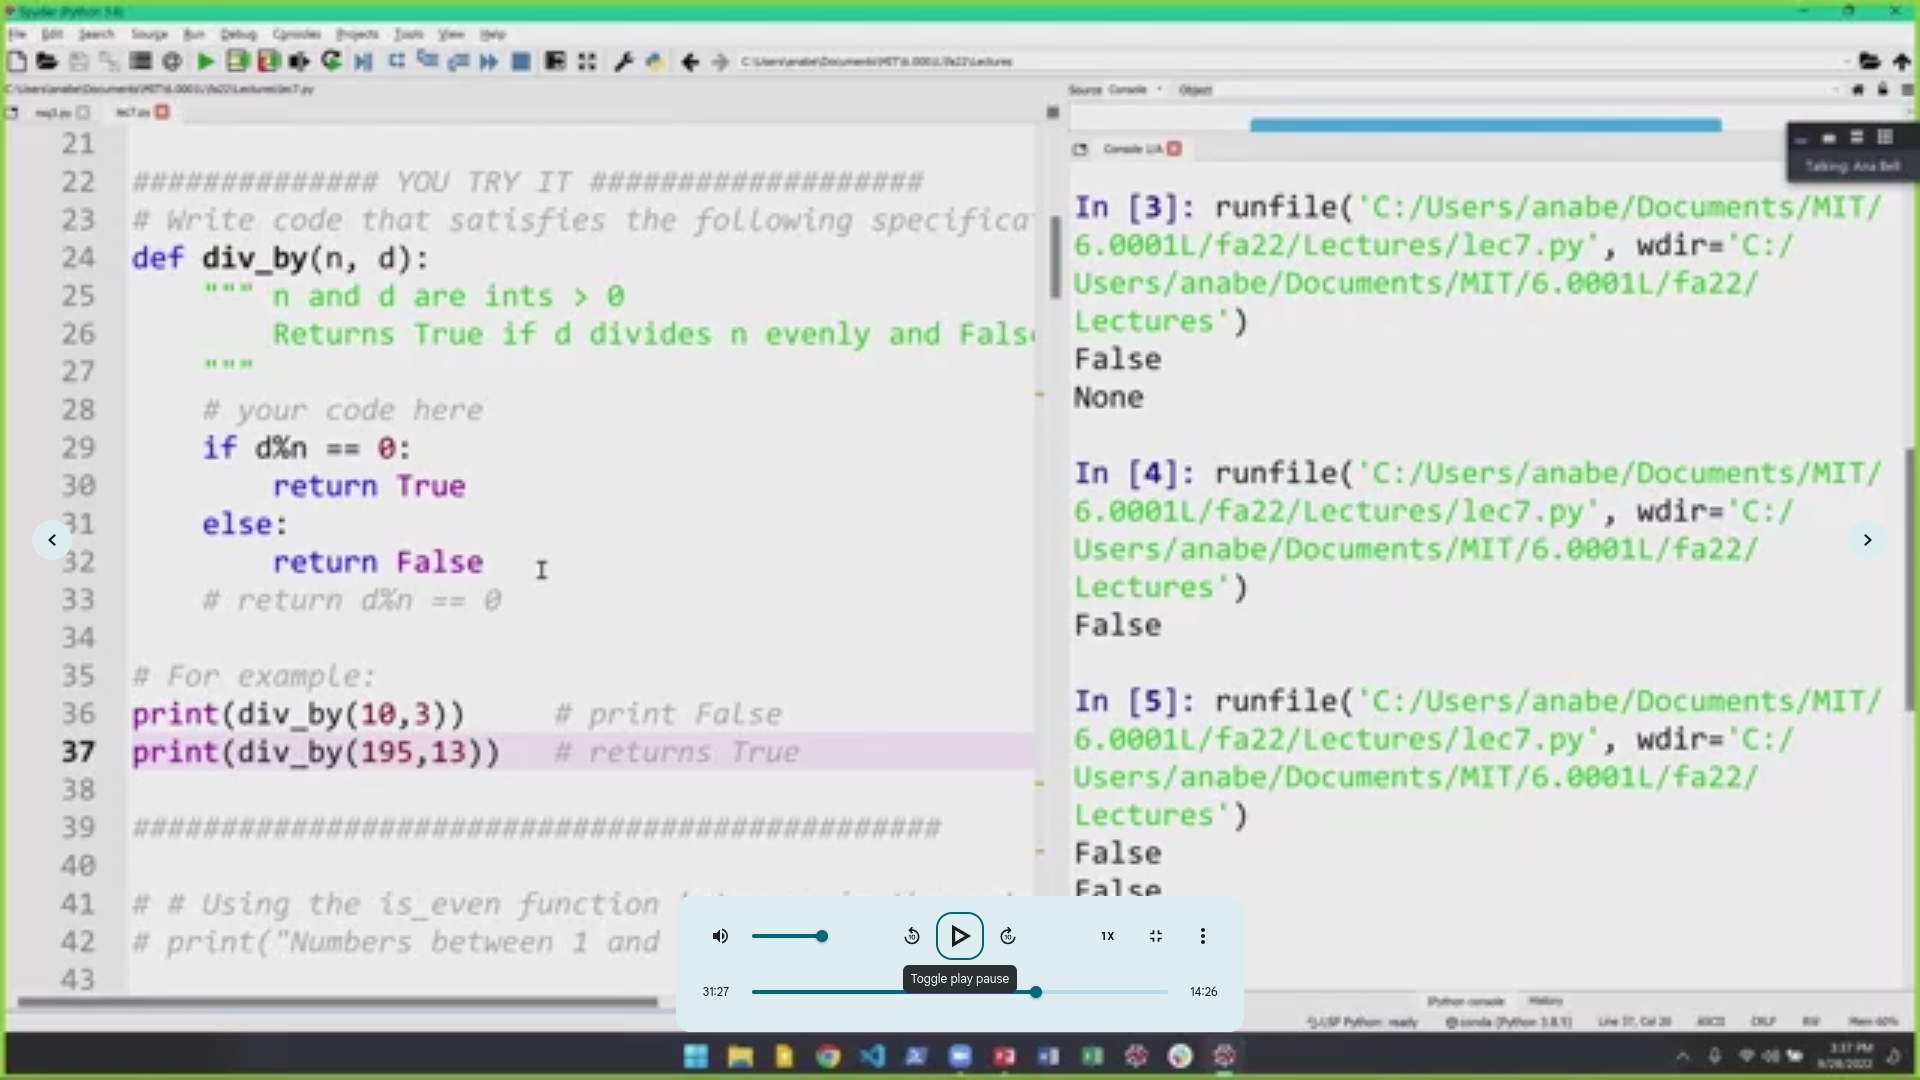 Spyder (Python 3.8)
File Edit Search Source Run Debug Consoles Projects Tools View Help
C:\Users\anabe\Documents\MIT\6.0001L\fa22\Lectures
C:\Users\anabe\Documents\MIT\6.0001L\fa22\Lectures\lec7.py
Source Console Object
lec7.py
Console 1/A
Talking: Ana Bell
21
22 ############## YOU TRY IT ###################
23 # Write code that satisfies the following specifica
24 def div_by(n, d):
25 """ n and d are ints > 0
26 Returns True if d divides n evenly and Fals
27 """
28 # your code here
29 if d%n == 0:
30 return True
31 else:
32 return False
33 # return d%n == 0
34
35 # For example:
36 print(div_by(10,3)) # print False
37 print(div_by(195,13)) # returns True
38
39 ##############################################
40
41 # # Using the is_even function
42 # print("Numbers between 1 and
43
In [3]: runfile('C:/Users/anabe/Documents/MIT/
6.0001L/fa22/Lectures/lec7.py', wdir='C:/
Users/anabe/Documents/MIT/6.0001L/fa22/
Lectures')
False
None
In [4]: runfile('C:/Users/anabe/Documents/MIT/
6.0001L/fa22/Lectures/lec7.py', wdir='C:/
Users/anabe/Documents/MIT/6.0001L/fa22/
Lectures')
False
In [5]: runfile('C:/Users/anabe/Documents/MIT/
6.0001L/fa22/Lectures/lec7.py', wdir='C:/
Users/anabe/Documents/MIT/6.0001L/fa22/
Lectures')
False
False
10 10 1X
Toggle play pause
31:27 14:26
IPython console History
LSP Python: ready conda (Python 3.8.5) Line 37, Col 20 ASCII CRLF RW Mem 60%
3:37 PM
9/28/2022